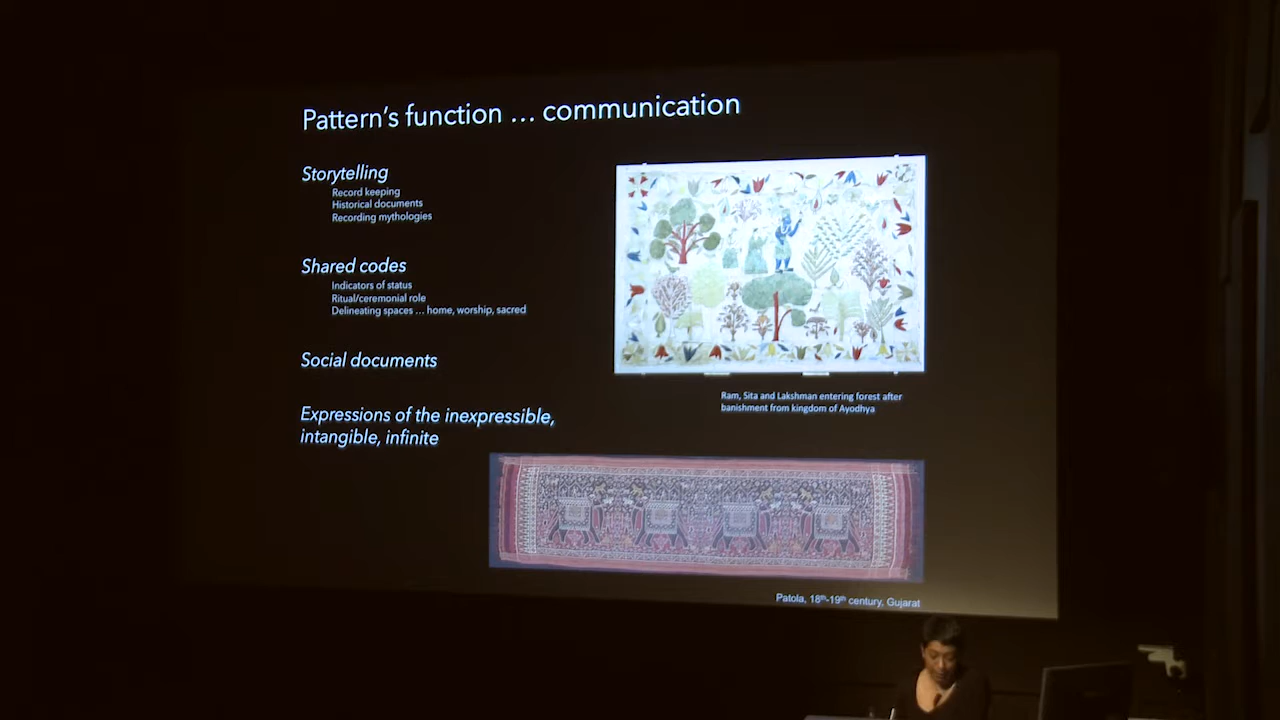 Pattern's function ... communication
Storytelling
Record keeping
Historical documents
Recording mythologies
Shared codes
Indicators of status
Ritual/ceremonial role
Delineating spaces ... home, worship, sacred
Social documents
Expressions of the inexpressible,
intangible, infinite
Ram, Sita and Lakshman entering forest after
banishment from kingdom of Ayodhya
Patola, 18th-19th century, Gujarat